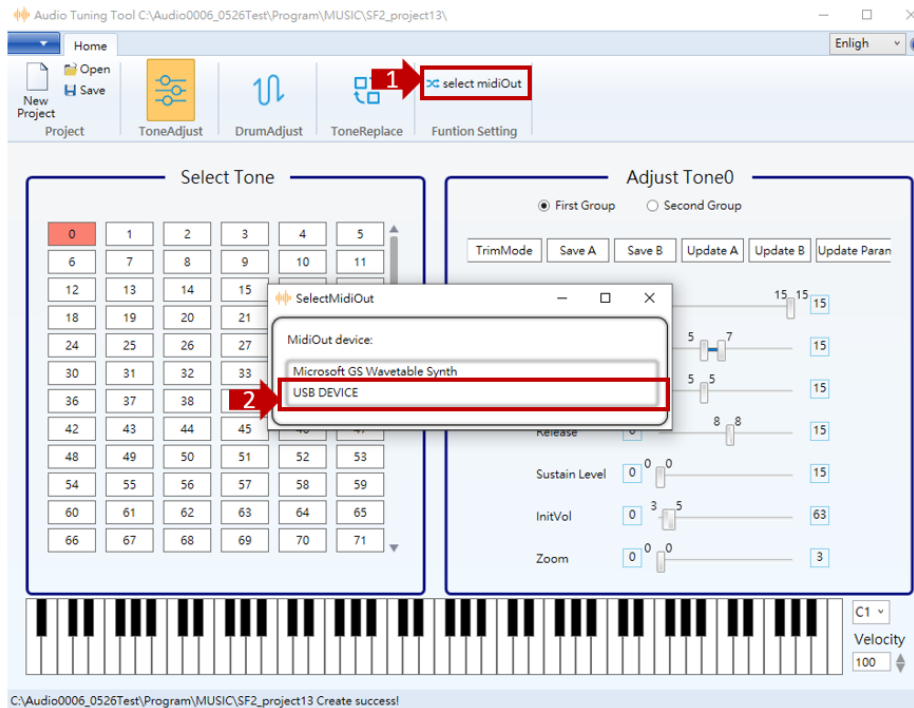 Audio Tuning Tool C:\Audio0006_0526Test\Program\MUSIC\SF2_project13\
Home
Enligh
New Project
Open
Save
Project
ToneAdjust
DrumAdjust
ToneReplace
1
select midiOut
Funtion Setting
Select Tone
0 1 2 3 4 5
6 7 8 9 10 11
12 13 14 15
18 19 20 21
24 25 26 27
30 31 32 33
36 37 38
42 43 44 45
48 49 50 51 52 53
54 55 56 57 58 59
60 61 62 63 64 65
66 67 68 69 70 71
Adjust Tone0
First Group Second Group
TrimMode Save A Save B Update A Update B Update Paran
15 15 15
5 7 15
5 5 15
Release 8 8 15
Sustain Level 0 0 0 15
InitVol 0 3 5 63
Zoom 0 0 0 3
SelectMidiOut
MidiOut device:
Microsoft GS Wavetable Synth
2
USB DEVICE
C1
Velocity
100
C:\Audio0006_0526Test\Program\MUSIC\SF2_project13 Create success!